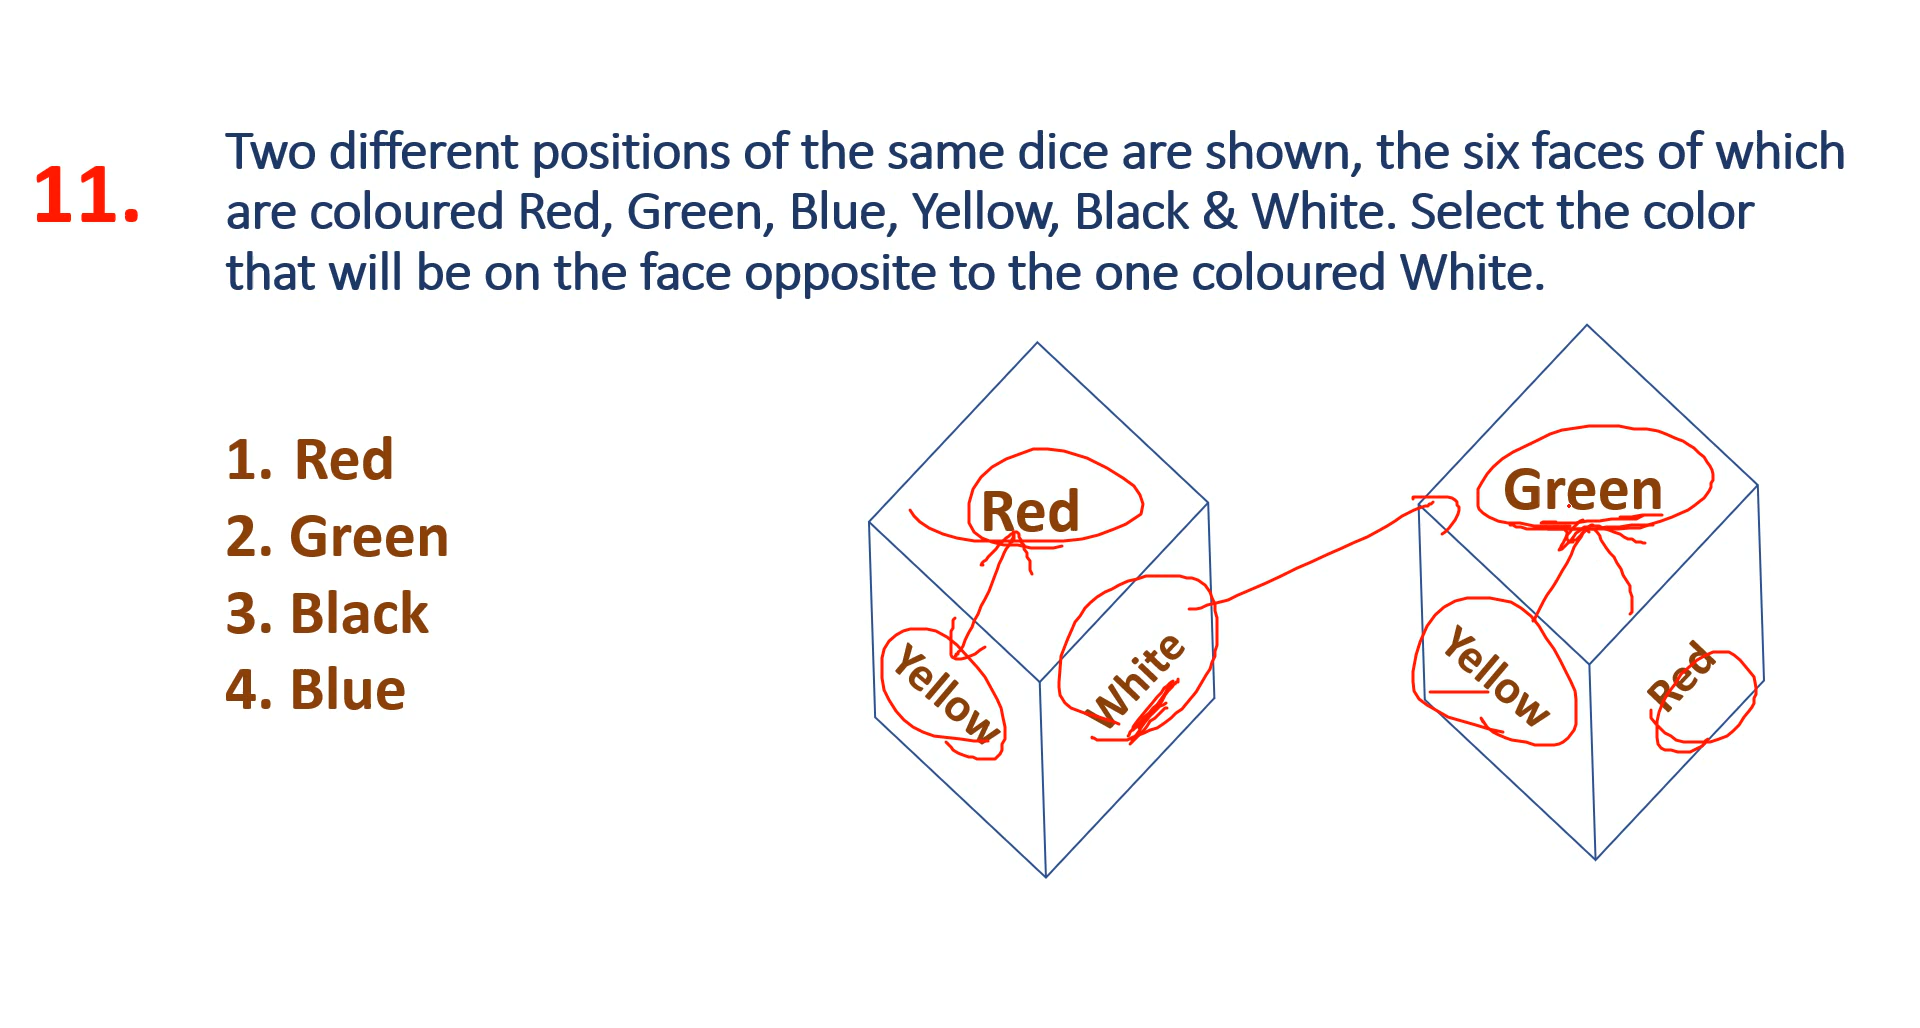 11.
Two different positions of the same dice are shown, the six faces of which
are coloured Red, Green, Blue, Yellow, Black & White. Select the color
that will be on the face opposite to the one coloured White.
1. Red
2. Green
3. Black
4. Blue
Red
Yellow
White
Green
Yellow
Red